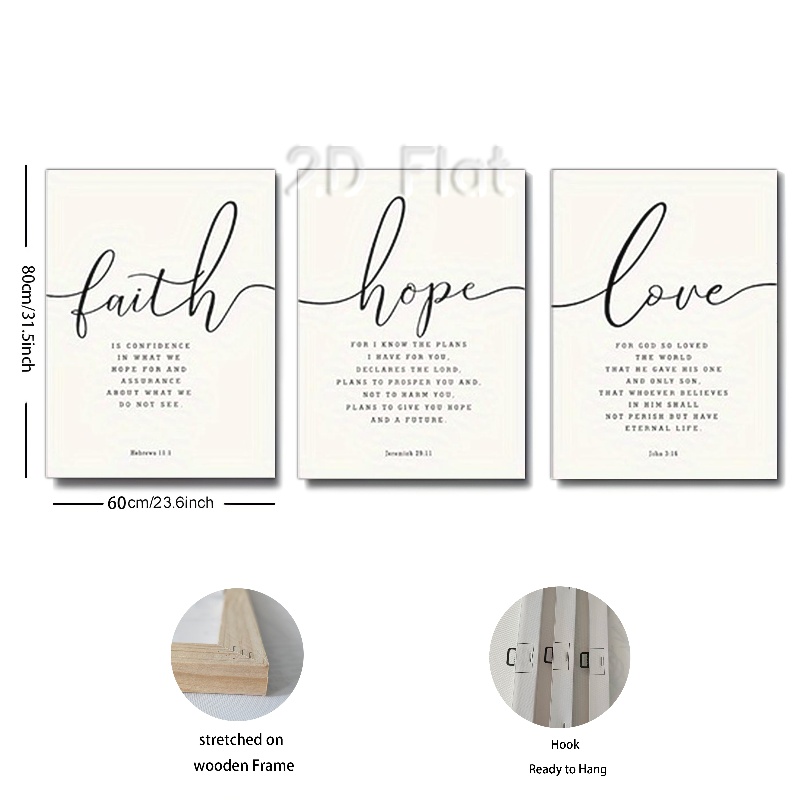 2D Flat
faith
IS CONFIDENCE
IN WHAT WE
HOPE FOR AND
ASSURANCE
ABOUT WHAT WE
DO NOT SEE.
Hebrews 11:1
hope
FOR I KNOW THE PLANS
I HAVE FOR YOU,
DECLARES THE LORD,
PLANS TO PROSPER YOU AND,
NOT TO HARM YOU,
PLANS TO GIVE YOU HOPE
AND A FUTURE.
Jeremiah 29:11
love
FOR GOD SO LOVED
THE WORLD
THAT HE GAVE HIS ONE
AND ONLY SON,
THAT WHOEVER BELIEVES
IN HIM SHALL
NOT PERISH BUT HAVE
ETERNAL LIFE.
John 3:16
80cm/31.5inch
60cm/23.6inch
stretched on
wooden Frame
Hook
Ready to Hang